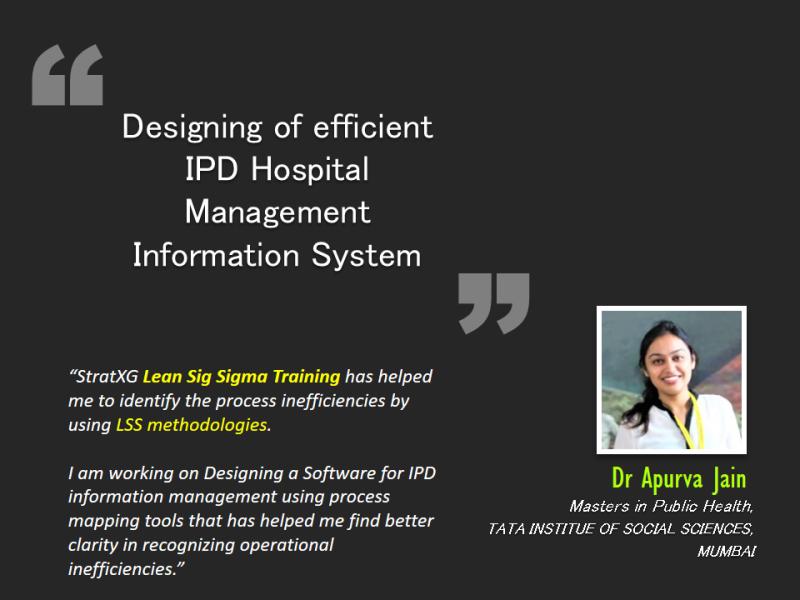 “
Designing of efficient
IPD Hospital
Management
Information System
”
“StratXG Lean Sig Sigma Training has helped
me to identify the process inefficiencies by
using LSS methodologies.
I am working on Designing a Software for IPD
information management using process
mapping tools that has helped me find better
clarity in recognizing operational
inefficiencies.”
Dr Apurva Jain
Masters in Public Health,
TATA INSTITUE OF SOCIAL SCIENCES,
MUMBAI